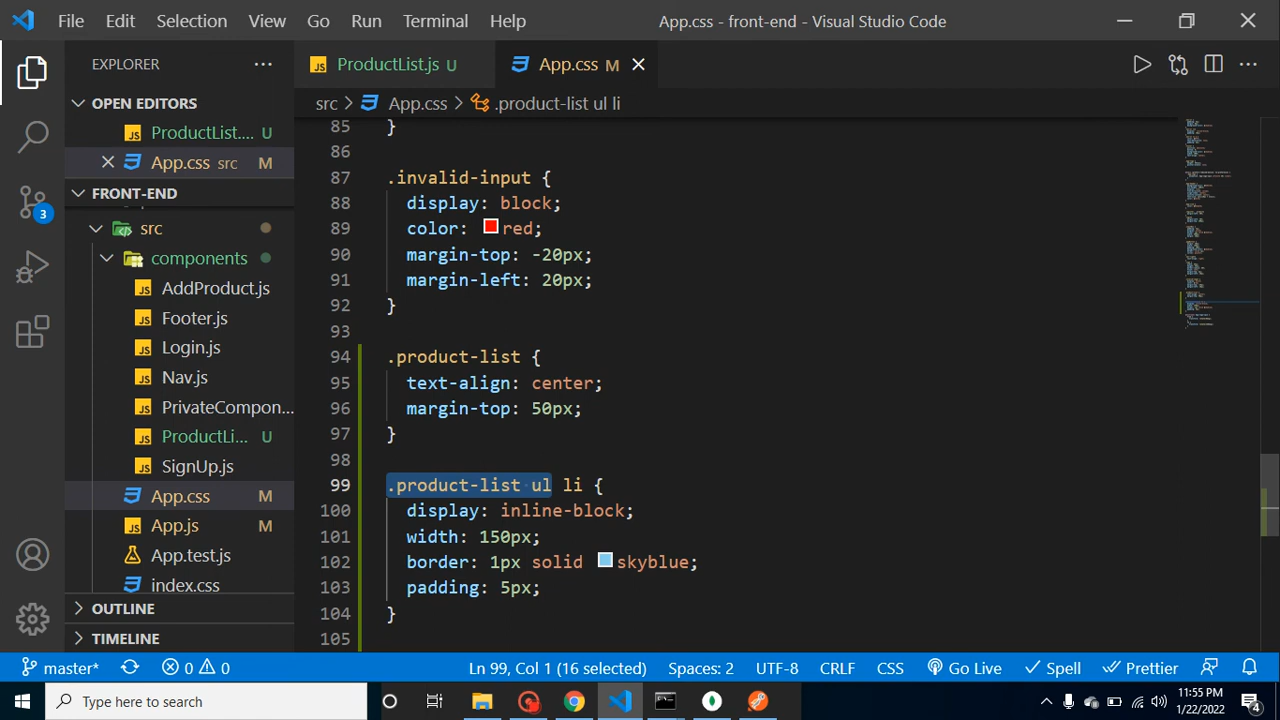 File Edit Selection View Go Run Terminal Help App.css - front-end - Visual Studio Code
EXPLORER
ProductList.js U
App.css M
OPEN EDITORS
ProductList.... U
App.css src M
FRONT-END
src
components
AddProduct.js
Footer.js
Login.js
Nav.js
PrivateCompon...
ProductLi... U
SignUp.js
App.css M
App.js M
App.test.js
index.css
OUTLINE
TIMELINE
3
src > App.css > .product-list ul li
85 }
86
87 .invalid-input {
88 display: block;
89 color: red;
90 margin-top: -20px;
91 margin-left: 20px;
92 }
93
94 .product-list {
95 text-align: center;
96 margin-top: 50px;
97 }
98
99 .product-list ul li {
100 display: inline-block;
101 width: 150px;
102 border: 1px solid skyblue;
103 padding: 5px;
104 }
105
master* 0 0 Ln 99, Col 1 (16 selected) Spaces: 2 UTF-8 CRLF CSS Go Live Spell Prettier
Type here to search
11:55 PM
1/22/2022
4